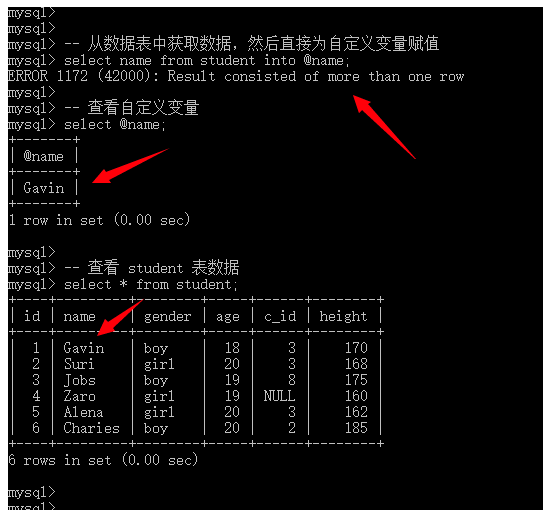 mysql>
mysql>
mysql> -- 从数据表中获取数据，然后直接为自定义变量赋值
mysql> select name from student into @name;
ERROR 1172 (42000): Result consisted of more than one row
mysql>
mysql> -- 查看自定义变量
mysql> select @name;
+-------+
| @name |
+-------+
| Gavin |
+-------+
1 row in set (0.00 sec)
mysql>
mysql> -- 查看 student 表数据
mysql> select * from student;
+----+---------+--------+-----+------+--------+
| id | name    | gender | age | c_id | height |
+----+---------+--------+-----+------+--------+
|  1 | Gavin   | boy    |  18 |    3 |    170 |
|  2 | Suri    | girl   |  20 |    3 |    168 |
|  3 | Jobs    | boy    |  19 |    8 |    175 |
|  4 | Zaro    | girl   |  19 | NULL |    160 |
|  5 | Alena   | girl   |  20 |    3 |    162 |
|  6 | Charies | boy    |  20 |    2 |    185 |
+----+---------+--------+-----+------+--------+
6 rows in set (0.00 sec)
mysql>
mysql>